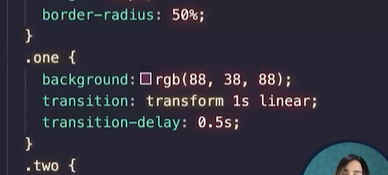 border-radius: 50%;
}
.one {
background: rgb(88, 38, 88);
transition: transform 1s linear;
transition-delay: 0.5s;
}
.two {